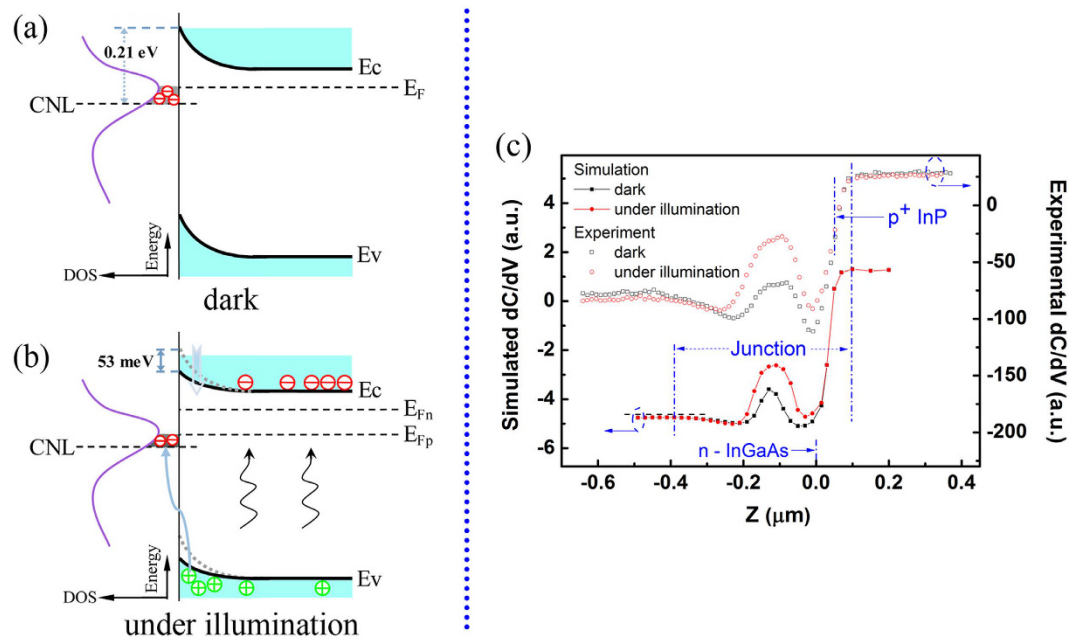 (a)
0.21 eV
Ec
E_F
CNL
Ev
Energy
DOS
dark
(b)
53 meV
Ec
E_Fn
E_Fp
CNL
Ev
Energy
DOS
under illumination
(c)
Simulation
dark
under illumination
Experiment
dark
under illumination
p⁺ InP
Junction
n - InGaAs
Simulated dC/dV (a.u.)
4
2
0
-2
-4
-6
Experimental dC/dV (a.u.)
0
-50
-100
-150
-200
-0.6 -0.4 -0.2 0.0 0.2 0.4
Z (μm)